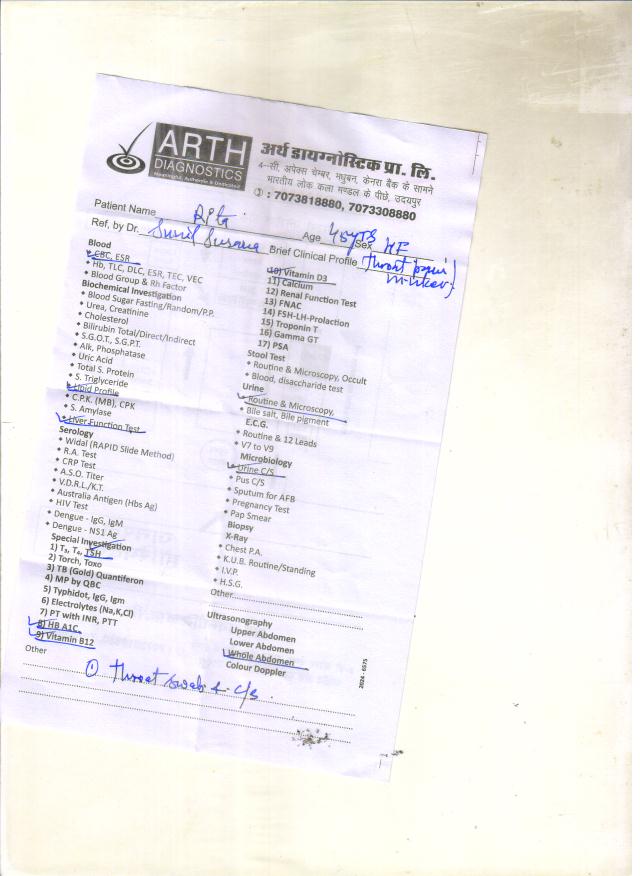 ARTH
DIAGNOSTICS
Meaningful, Authentic & Dedicated
अर्थ डायग्नोस्टिक प्रा. लि.
4-सी, अपेक्स चेम्बर, मधुबन, केनरा बैंक के सामने
भारतीय लोक कला मण्डल के पीछे, उदयपुर
: 7073818880, 7073308880
Patient Name
Age 45 yrs Sex
Ref. by Dr. Sunil Brief Clinical Profile throat pain
Blood
CBC, ESR
Hb, TLC, DLC, ESR, TEC, VEC
Blood Group & Rh Factor
Biochemical Investigation
Blood Sugar Fasting/Random/P.P.
Urea, Creatinine
Cholesterol
Bilirubin Total/Direct/Indirect
S.G.O.T., S.G.P.T.
Alk, Phosphatase
Uric Acid
Total S. Protein
S. Triglyceride
Lipid Profile
C.P.K. (MB), CPK
S. Amylase
Liver Function Test
Serology
Widal (RAPID Slide Method)
R.A. Test
CRP Test
A.S.O. Titer
V.D.R.L./K.T.
Australia Antigen (Hbs Ag)
HIV Test
Dengue - IgG, IgM
Dengue - NS1 Ag
Special Investigation
1) T₃, T₄, TSH
2) Torch, Toxo
3) TB (Gold) Quantiferon
4) MP by QBC
5) Typhidot, IgG, Igm
6) Electrolytes (Na,K,Cl)
7) PT with INR, PTT
8) HB A1C.
9) Vitamin B12
10) Vitamin D3
11) Calcium
12) Renal Function Test
13) FNAC
14) FSH-LH-Prolaction
15) Troponin T
16) Gamma GT
17) PSA
Stool Test
Routine & Microscopy, Occult
Blood, disaccharide test
Urine
Routine & Microscopy,
Bile salt, Bile pigment
E.C.G.
Routine & 12 Leads
V7 to V9
Microbiology
Urine C/S
Pus C/S
Sputum for AFB
Pregnancy Test
Pap Smear
Biopsy
X-Ray
Chest P.A.
K.U.B. Routine/Standing
I.V.P.
H.S.G.
Other
Ultrasonography
Upper Abdomen
Lower Abdomen
Whole Abdomen
Colour Doppler
Other
① throat swab C/S